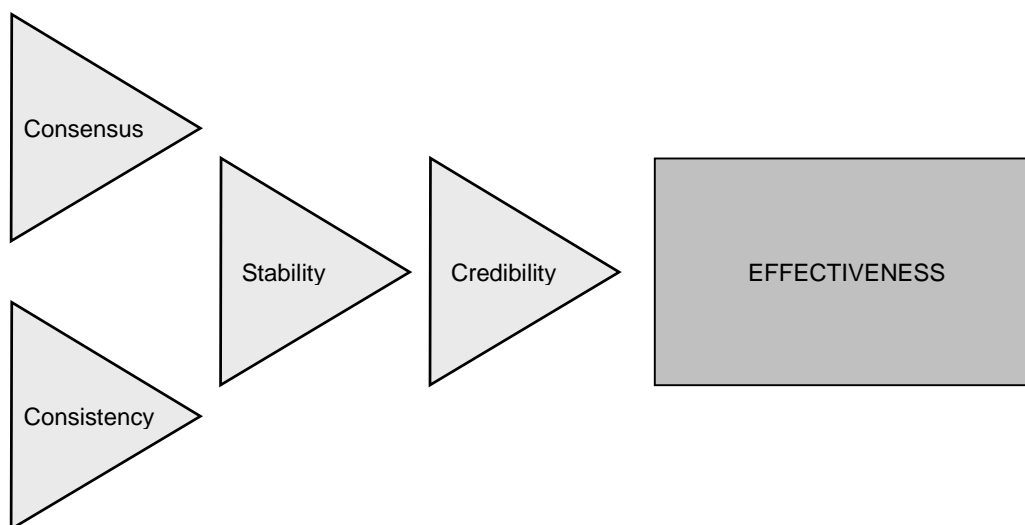 Consensus
Stability
Credibility
EFFECTIVENESS
Consistency